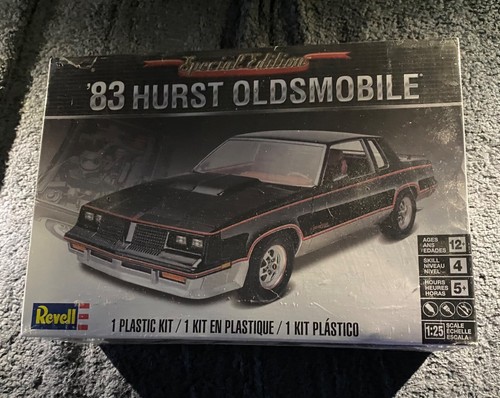 Special Edition
'83 HURST OLDSMOBILE
AGES
ANS
/EDADES
12+
SKILL
NIVEAU
NIVEL
4
HOURS
HEURES
HORAS
5+
1:25
SCALE
ÉCHELLE
ESCALA
Revell
1 PLASTIC KIT / 1 KIT EN PLASTIQUE / 1 KIT PLÁSTICO